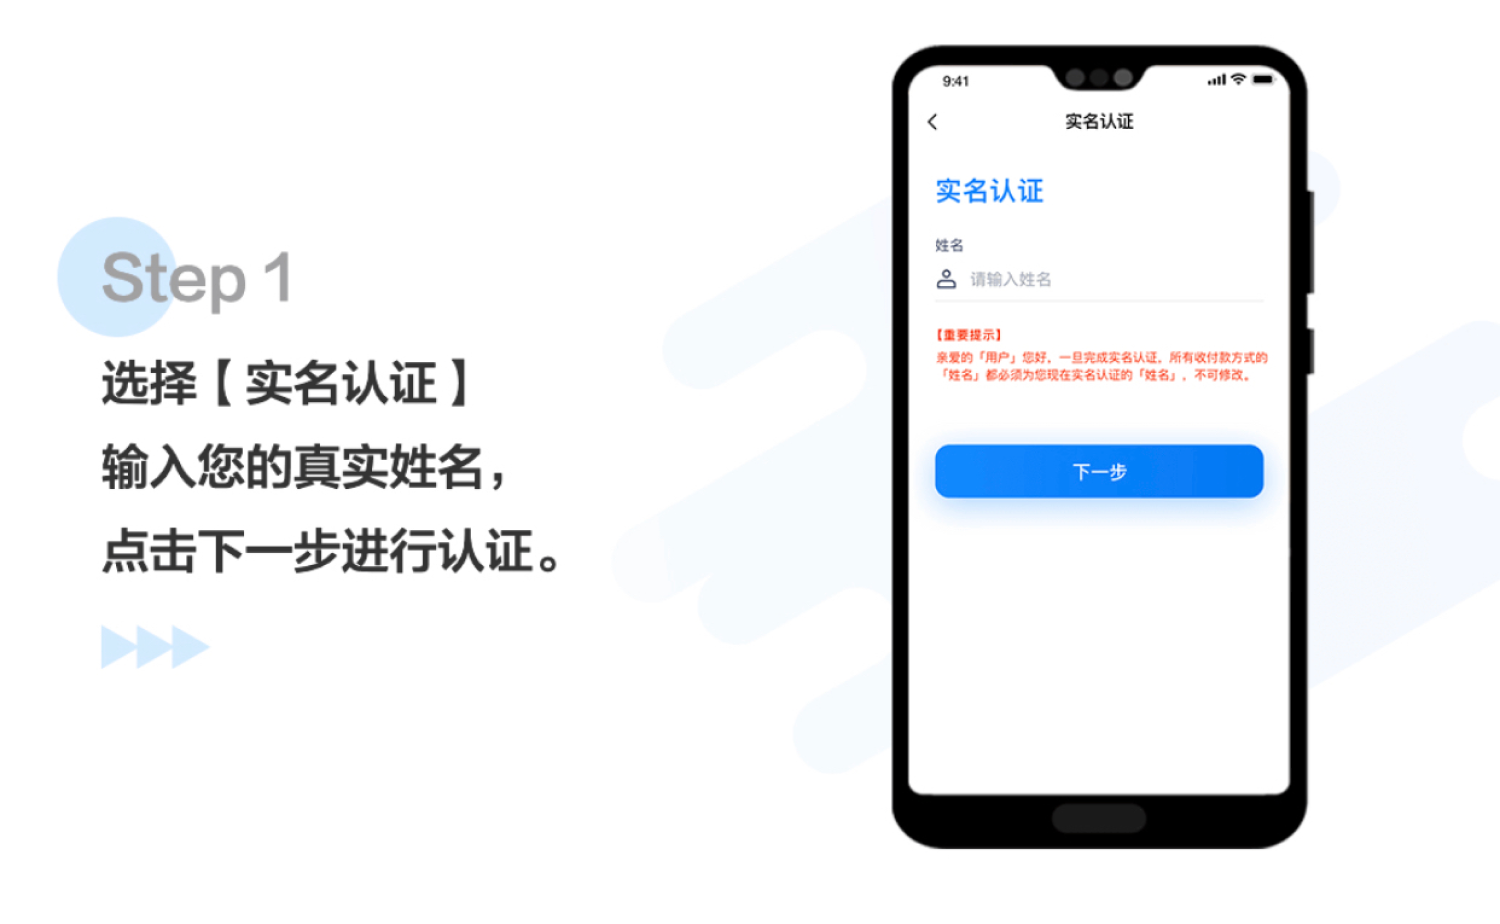 Step 1
选择【实名认证】
输入您的真实姓名，
点击下一步进行认证。
9:41
实名认证
实名认证
姓名
请输入姓名
【重要提示】
亲爱的「用户」您好，一旦完成实名认证，所有收付款方式的
「姓名」都必须为您现在实名认证的「姓名」，不可修改。
下一步